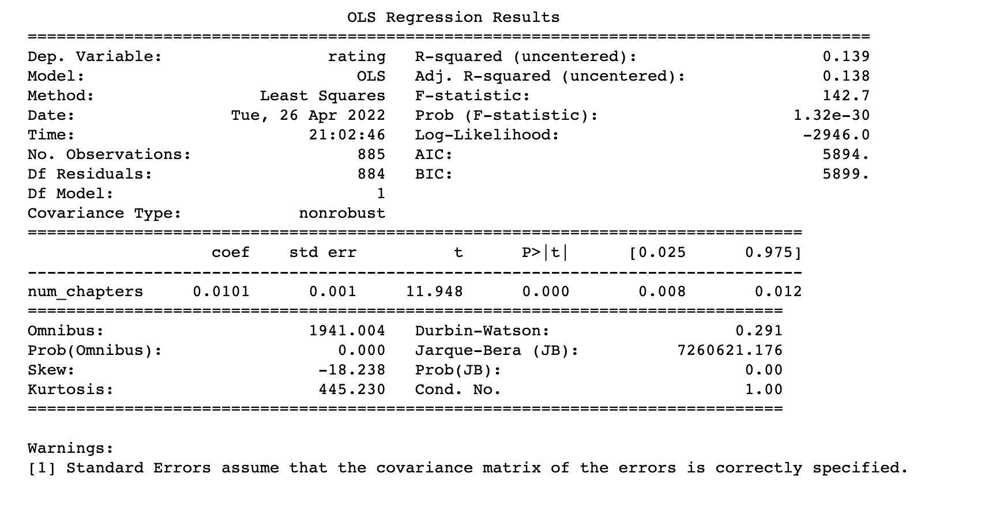 OLS Regression Results
==========================================================================================
Dep. Variable: rating R-squared (uncentered): 0.139
Model: OLS Adj. R-squared (uncentered): 0.138
Method: Least Squares F-statistic: 142.7
Date: Tue, 26 Apr 2022 Prob (F-statistic): 1.32e-30
Time: 21:02:46 Log-Likelihood: -2946.0
No. Observations: 885 AIC: 5894.
Df Residuals: 884 BIC: 5899.
Df Model: 1
Covariance Type: nonrobust
================================================================================
coef std err t P>|t| [0.025 0.975]
--------------------------------------------------------------------------------
num_chapters 0.0101 0.001 11.948 0.000 0.008 0.012
==============================================================================
Omnibus: 1941.004 Durbin-Watson: 0.291
Prob(Omnibus): 0.000 Jarque-Bera (JB): 7260621.176
Skew: -18.238 Prob(JB): 0.00
Kurtosis: 445.230 Cond. No. 1.00
==============================================================================
Warnings:
[1] Standard Errors assume that the covariance matrix of the errors is correctly specified.